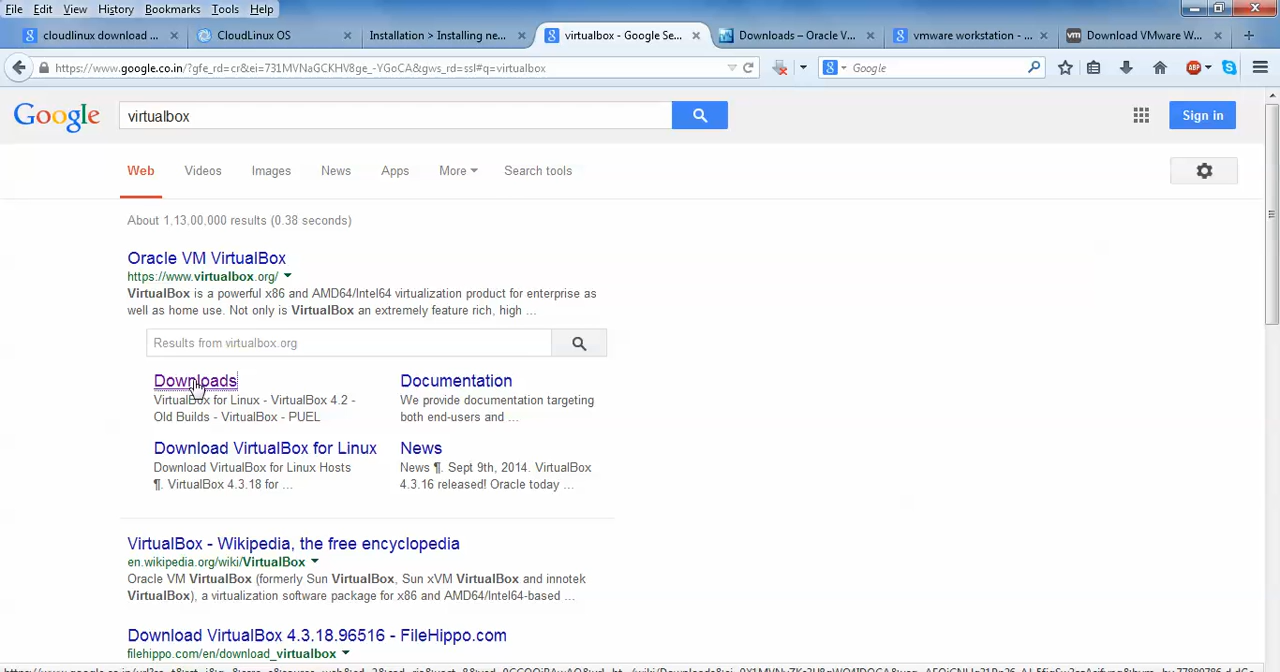 File Edit View History Bookmarks Tools Help
cloudlinux download ... × CloudLinux OS × Installation > Installing ne... × virtualbox - Google Se... × Downloads – Oracle V... × vmware workstation - ... × Download VMware W... × +
https://www.google.co.in/?gfe_rd=cr&ei=731MVNaGCKHV8ge_-YGoCA&gws_rd=ssl#q=virtualbox Google ABP
Google virtualbox Sign in
Web Videos Images News Apps More Search tools
About 1,13,00,000 results (0.38 seconds)
Oracle VM VirtualBox
https://www.virtualbox.org/
VirtualBox is a powerful x86 and AMD64/Intel64 virtualization product for enterprise as
well as home use. Not only is VirtualBox an extremely feature rich, high ...
Results from virtualbox.org
Downloads
VirtualBox for Linux - VirtualBox 4.2 -
Old Builds - VirtualBox - PUEL
Documentation
We provide documentation targeting
both end-users and ...
Download VirtualBox for Linux
Download VirtualBox for Linux Hosts
¶. VirtualBox 4.3.18 for ...
News
News ¶. Sept 9th, 2014. VirtualBox
4.3.16 released! Oracle today ...
VirtualBox - Wikipedia, the free encyclopedia
en.wikipedia.org/wiki/VirtualBox
Oracle VM VirtualBox (formerly Sun VirtualBox, Sun xVM VirtualBox and innotek
VirtualBox), a virtualization software package for x86 and AMD64/Intel64-based ...
Download VirtualBox 4.3.18.96516 - FileHippo.com
filehippo.com/en/download_virtualbox